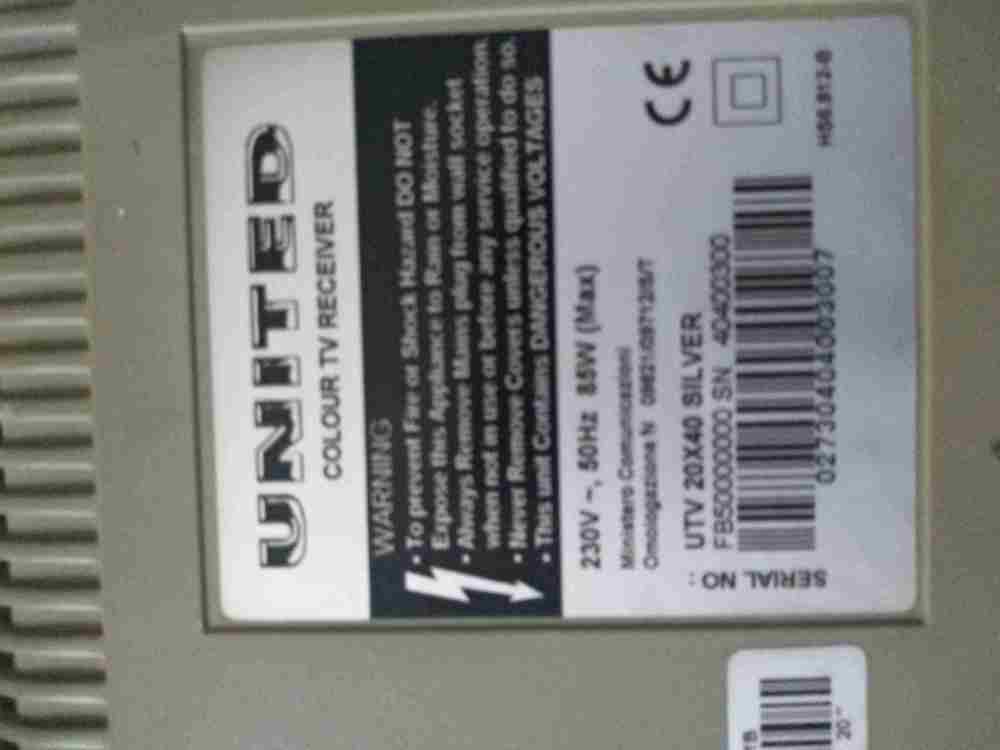 UNITED
COLOUR TV RECEIVER
WARNING
• To prevent Fire or Shock Hazard DO NOT
Expose this Appliance to Rain or Moisture.
• Always Remove Mains plug from wall socket
when not in use or before any service operation.
• Never Remove Covers unless qualified to do so.
• This unit Contains DANGEROUS VOLTAGES
230V ~, 50Hz 85W (Max)
Ministero Comunicazioni
Omologazione N
CE
UTV 20X40 SILVER
FB5000000 SN 40400300
02730404003007
SERIAL NO :
20"